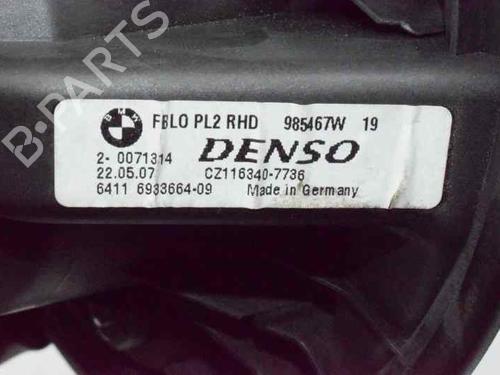 B-PARTS
BMW
FBLO PL2 RHD 985467W 19
2- 0071314 DENSO
22.05.07 CZ116340-7736
6411 6933664-09 Made in Germany